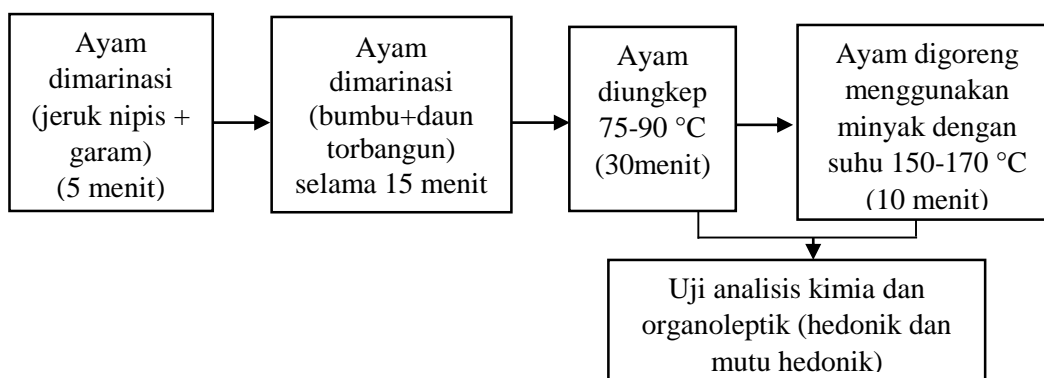 Ayam
dimarinasi
(jeruk nipis +
garam)
(5 menit)
Ayam
dimarinasi
(bumbu+daun
torbangun)
selama 15 menit
Ayam
diungkep
75-90 °C
(30menit)
Ayam digoreng
menggunakan
minyak dengan
suhu 150-170 °C
(10 menit)
Uji analisis kimia dan
organoleptik (hedonik dan
mutu hedonik)